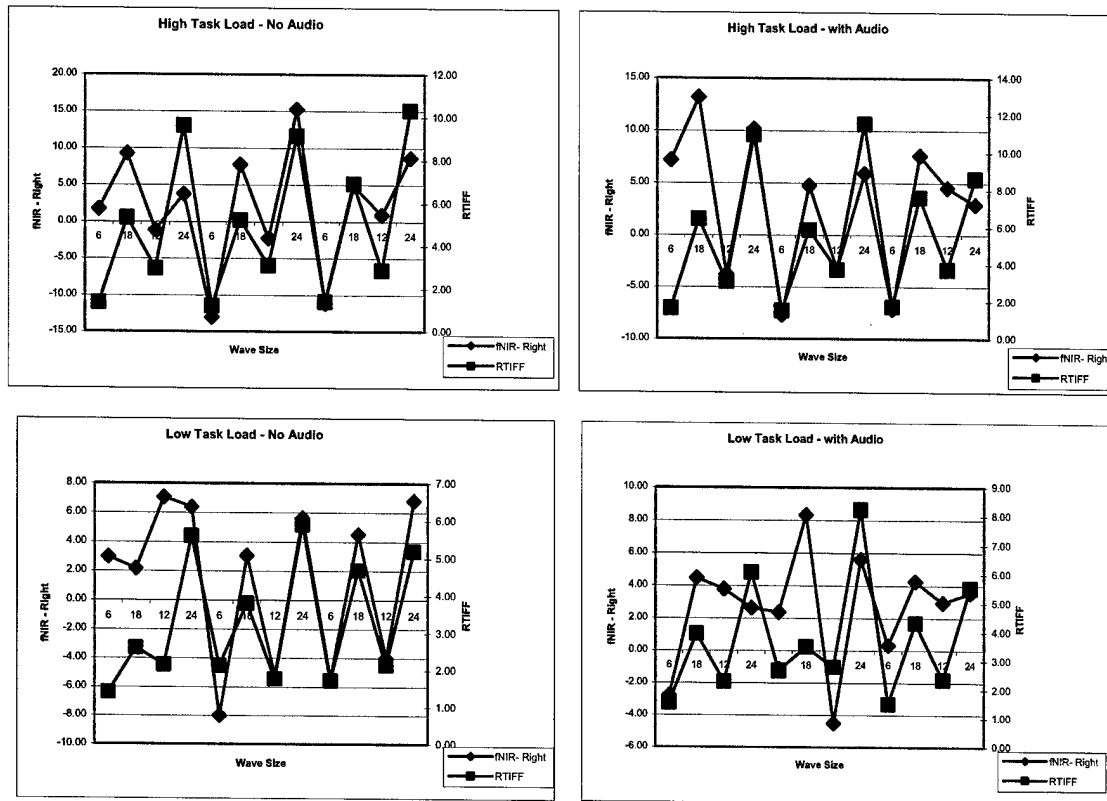 High Task Load - No Audio
20.00
15.00
10.00
5.00
0.00
-5.00
-10.00
-15.00
12.00
10.00
8.00
6.00
4.00
2.00
0.00
fNIR - Right
RTIFF
6 18 12 24 6 18 12 24 6 18 12 24
Wave Size
fNIR- Right
RTIFF
High Task Load - with Audio
15.00
10.00
5.00
0.00
-5.00
-10.00
14.00
12.00
10.00
8.00
6.00
4.00
2.00
0.00
fNIR - Right
RTIFF
6 18 12 24 6 18 12 24 6 18 12 24
Wave Size
fNIR- Right
RTIFF
Low Task Load - No Audio
8.00
6.00
4.00
2.00
0.00
-2.00
-4.00
-6.00
-8.00
-10.00
7.00
6.00
5.00
4.00
3.00
2.00
1.00
0.00
fNIR - Right
RTIFF
6 18 12 24 6 18 12 24 6 18 12 24
Wave Size
fNIR- Right
RTIFF
Low Task Load - with Audio
10.00
8.00
6.00
4.00
2.00
0.00
-2.00
-4.00
-6.00
9.00
8.00
7.00
6.00
5.00
4.00
3.00
2.00
1.00
0.00
fNIR - Right
RTIFF
6 18 12 24 6 18 12 24 6 18 12 24
Wave Size
fNIR- Right
RTIFF